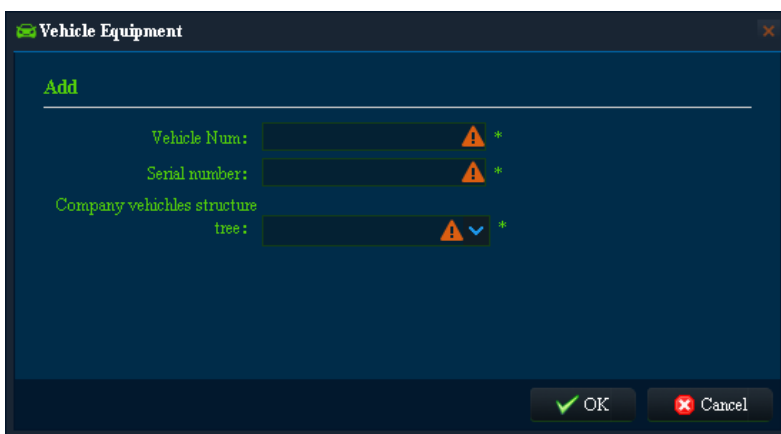 Vehicle Equipment
Add
Vehicle Num:
*
Serial number:
*
Company vehichles structure
tree:
*
OK
Cancel